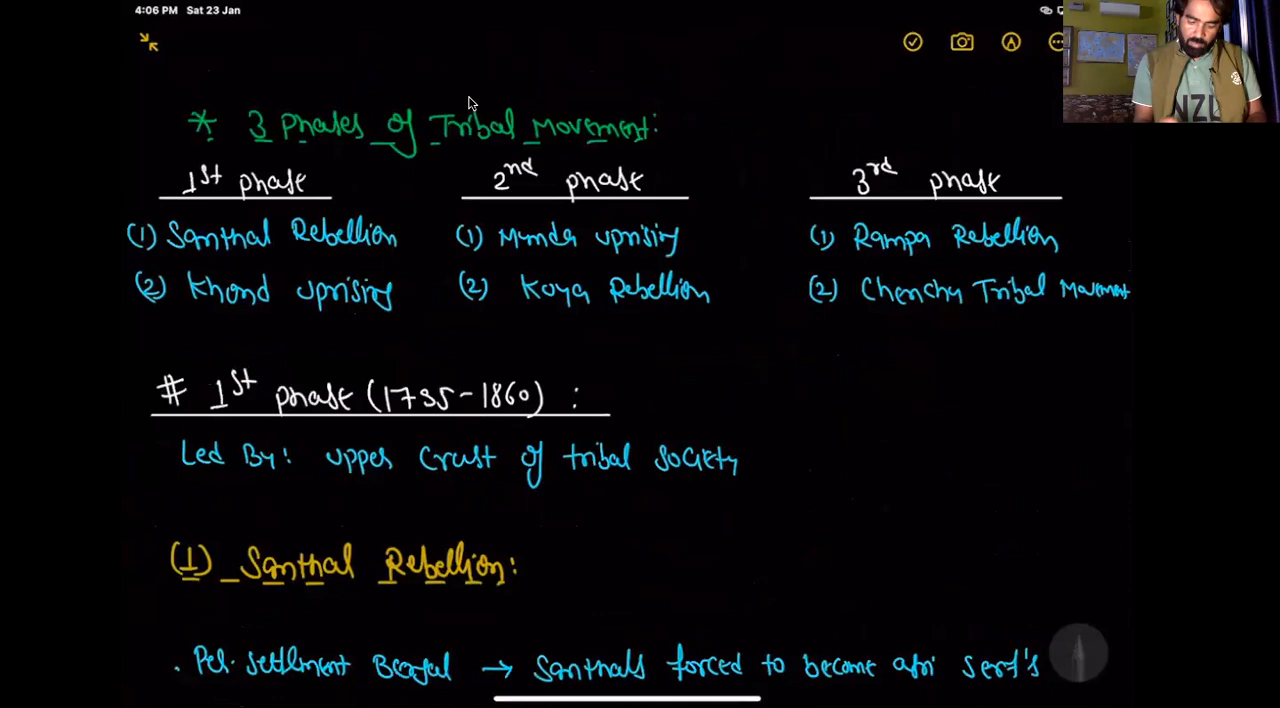 4:06 PM Sat 23 Jan
* 3 Phases of Tribal Movement:
1st phase 2nd phase 3rd phase
(1) Santhal Rebellion (1) Munda uprising (1) Rampa Rebellion
(2) Khond uprising (2) Koya Rebellion (2) Chenchu Tribal Movement
# 1st phase (1735-1860) :
Led By: upper crust of tribal society
(1) Santhal Rebellion:
. Per. settlment Bengal → Santhals forced to become agri serf's
NZL